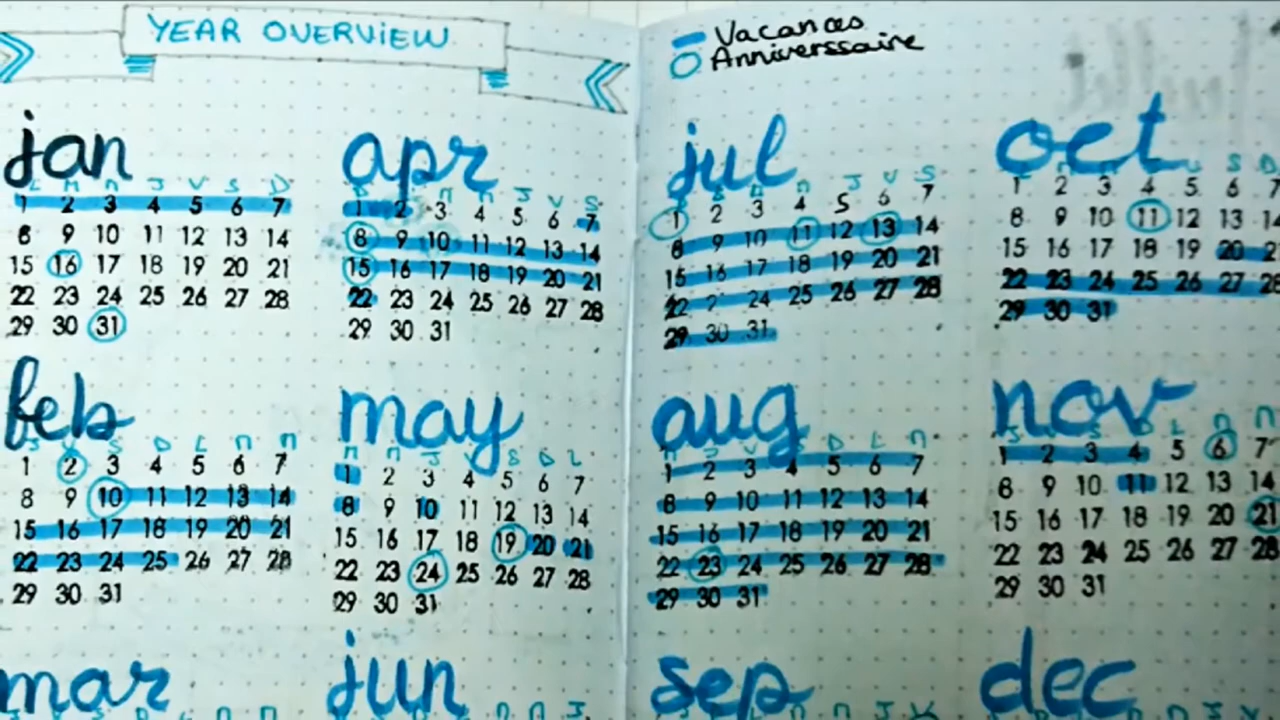 YEAR OVERVIEW
Vacances
Anniverssaire
jan
L M M J V S D
1 2 3 4 5 6 7
8 9 10 11 12 13 14
15 16 17 18 19 20 21
22 23 24 25 26 27 28
29 30 31
feb
J V S D L M M
1 2 3 4 5 6 7
8 9 10 11 12 13 14
15 16 17 18 19 20 21
22 23 24 25 26 27 28
29 30 31
mar
apr
1 2 3 4 5 6 7
8 9 10 11 12 13 14
15 16 17 18 19 20 21
22 23 24 25 26 27 28
29 30 31
may
M M J V S D L
1 2 3 4 5 6 7
8 9 10 11 12 13 14
15 16 17 18 19 20 21
22 23 24 25 26 27 28
29 30 31
jun
jul
1 2 3 4 5 6 7
8 9 10 11 12 13 14
15 16 17 18 19 20 21
22 24 25 26 27 28
29 30 31
aug
1 2 3 4 5 6 7
8 9 10 11 12 13 14
15 16 17 18 19 20 21
22 23 24 25 26 27 28
29 30 31
sep
oct
1 2 3 4 5 6 7
8 9 10 11 12 13 14
15 16 17 18 19 20
22 23 24 25 26 27 28
29 30 31
nov
1 2 3 4 5 6 7
8 9 10 11 12 13 14
15 16 17 18 19 20 21
22 23 24 25 26 27 28
29 30 31
dec